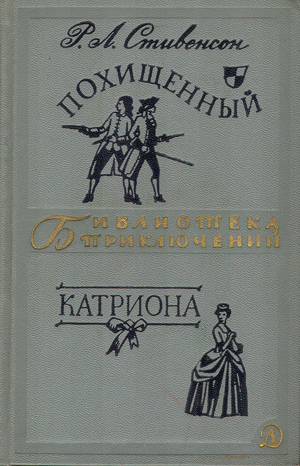 Р. Л. Стивенсон
ПОХИЩЕННЫЙ
БИБЛИОТЕКА
ПРИКЛЮЧЕНИЙ
КАТРИОНА
Д